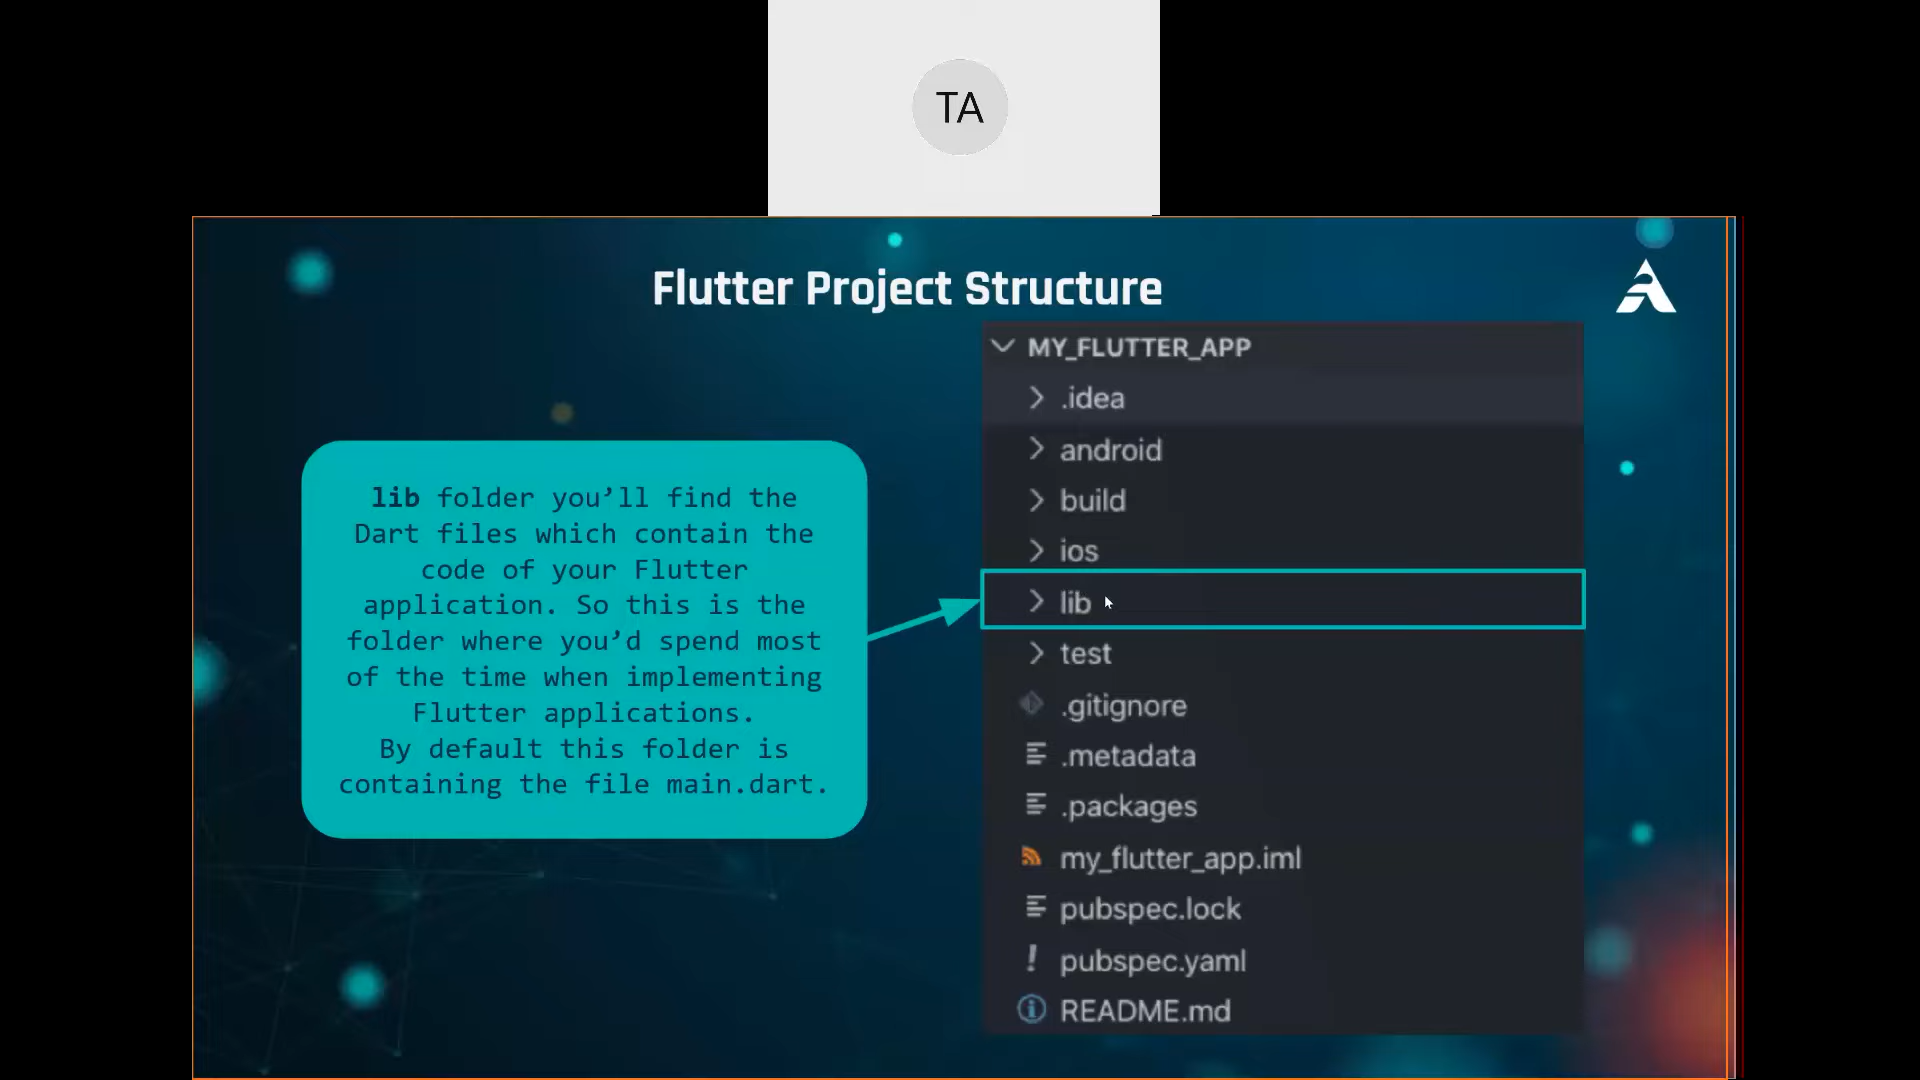 TA
Flutter Project Structure
lib folder you’ll find the
Dart files which contain the
code of your Flutter
application. So this is the
folder where you’d spend most
of the time when implementing
Flutter applications.
By default this folder is
containing the file main.dart.
MY_FLUTTER_APP
.idea
android
build
ios
lib
test
.gitignore
.metadata
.packages
my_flutter_app.iml
pubspec.lock
pubspec.yaml
README.md